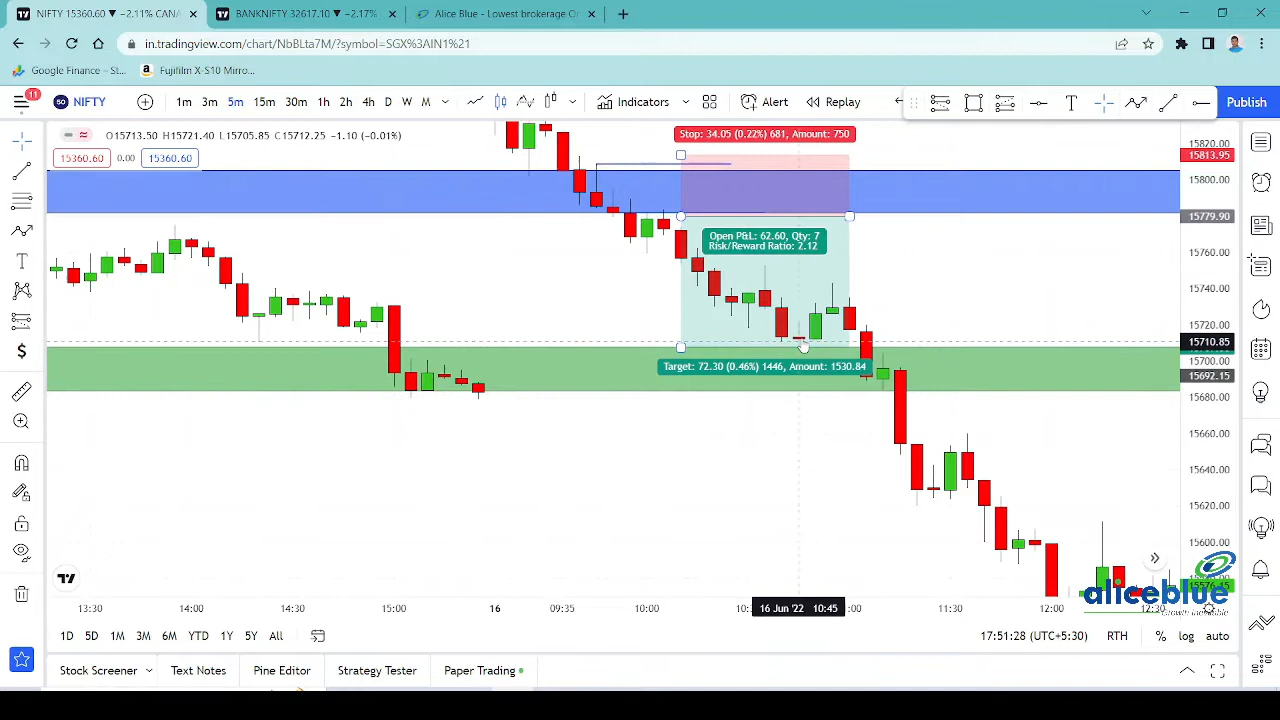 NIFTY 15360.60 ▼ −2.11% CAN/
BANKNIFTY 32617.10 ▼ −2.17%
Alice Blue - Lowest brokerage On
in.tradingview.com/chart/NbBLta7M/?symbol=SGX%3AIN1%21
Google Finance – St...
Fujifilm X-S10 Mirro...
11
50 NIFTY
1m 3m 5m 15m 30m 1h 2h 4h D W M
Indicators
Alert
Replay
Publish
O15713.50 H15721.40 L15705.85 C15712.25 −1.10 (−0.01%)
15360.60 0.00 15360.60
Stop: 34.05 (0.22%) 681, Amount: 750
Open P&L: 62.60, Qty: 7
Risk/Reward Ratio: 2.12
Target: 72.30 (0.46%) 1446, Amount: 1530.84
15820.00
15813.95
15800.00
15779.90
15760.00
15740.00
15720.00
15710.85
15700.00
15692.15
15680.00
15660.00
15640.00
15620.00
15600.00
15576.15
aliceblue
13:30 14:00 14:30 15:00 16 09:35 10:00 16 Jun '22 10:45 :00 11:30 12:00 12:30
1D 5D 1M 3M 6M YTD 1Y 5Y All
17:51:28 (UTC+5:30) RTH % log auto
Stock Screener Text Notes Pine Editor Strategy Tester Paper Trading